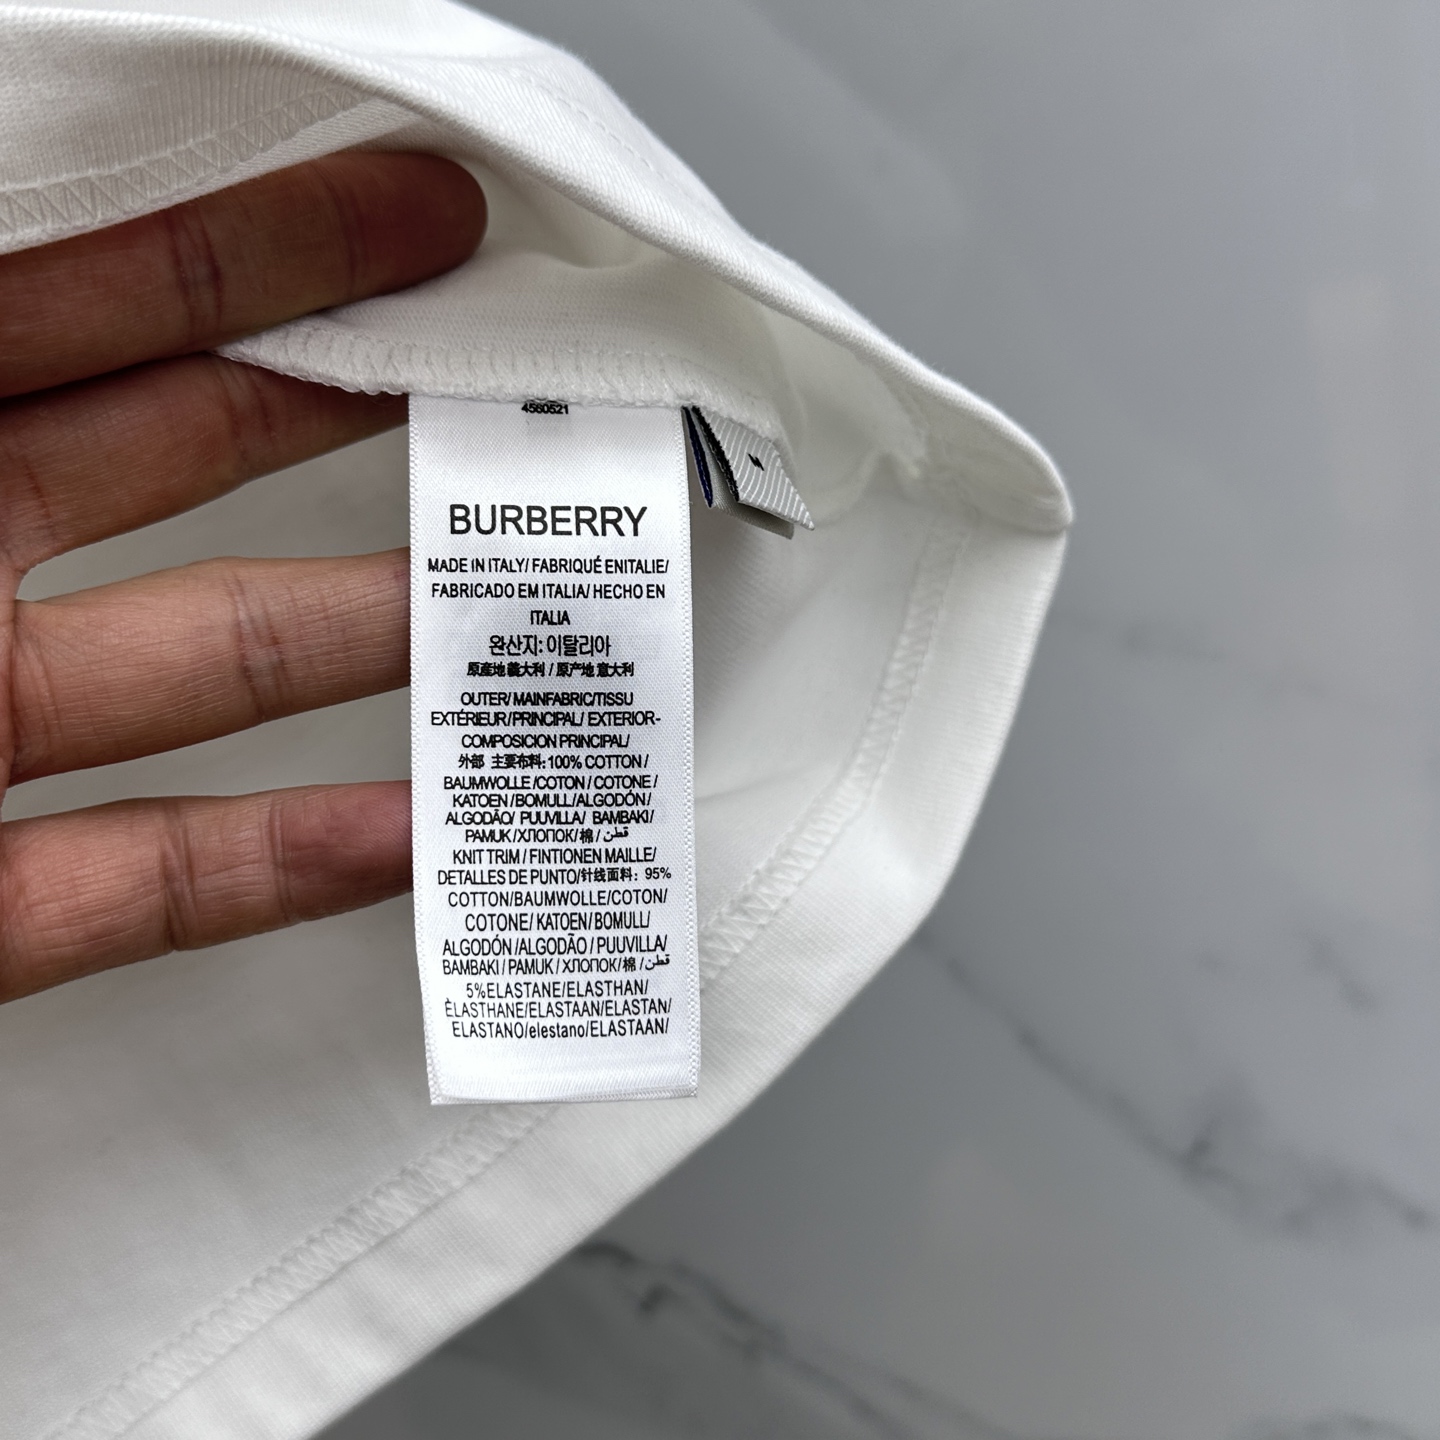 4560521
BURBERRY
MADE IN ITALY/ FABRIQUÉ ENITALIE/
FABRICADO EM ITALIA/ HECHO EN
ITALIA
완산지: 이탈리아
原産地義大利 / 原产地 意大利
OUTER/ MAINFABRIC/TISSU
EXTÉRIEUR/PRINCIPAL/ EXTERIOR-
COMPOSICION PRINCIPAL/
外部 主要布料: 100% COTTON /
BAUMWOLLE /COTON / COTONE /
KATOEN /BOMULL/ALGODÓN /
ALGODÃO/ PUUVILLA/ BAMBAKI /
PAMUK /ХЛОПОК/棉 / قطن
KNIT TRIM / FINTIONEN MAILLE/
DETALLES DE PUNTO/针线面料: 95%
COTTON/BAUMWOLLE/COTON/
COTONE/ KATOEN/ BOMULL/
ALGODÓN /ALGODÃO / PUUVILLA/
BAMBAKI / PAMUK / ХЛОПОК/棉 / قطن
5%ELASTANE/ELASTHAN/
ÈLASTHANE/ELASTAAN/ELASTAN/
ELASTANO/elestano/ELASTAAN/